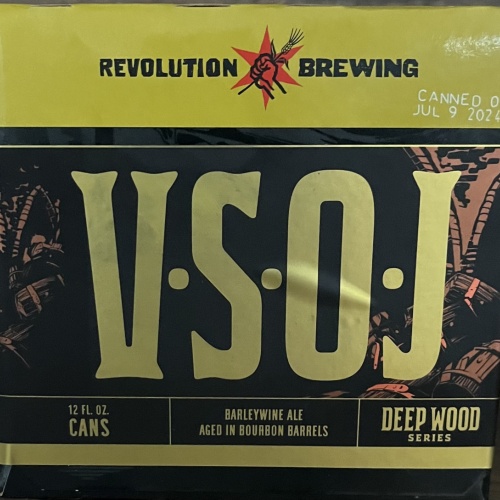 REVOLUTION BREWING
CANNED O
JUL 9 2024
V·S·O·J
12 FL. OZ.
CANS
BARLEYWINE ALE
AGED IN BOURBON BARRELS
DEEP WOOD
SERIES